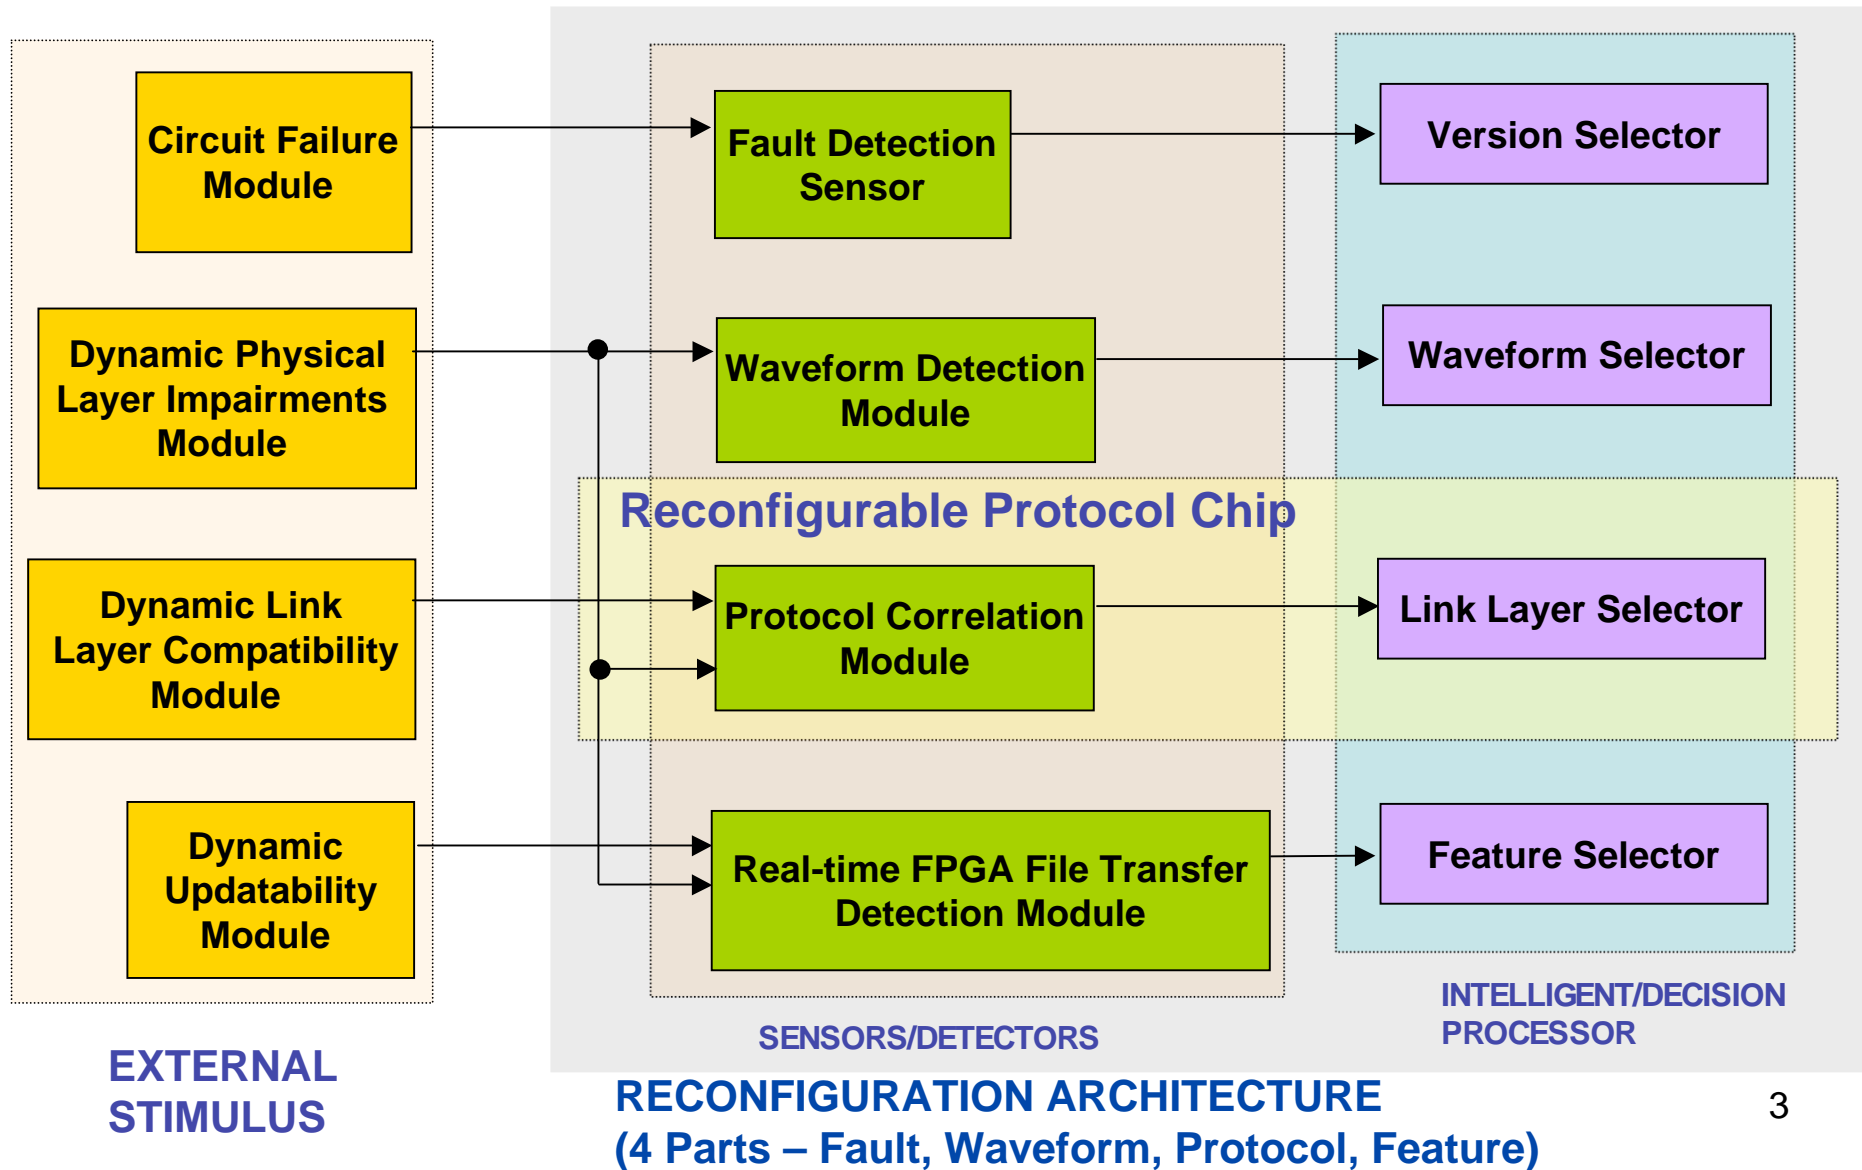 Circuit Failure
Module
Fault Detection
Sensor
Version Selector
Dynamic Physical
Layer Impairments
Module
Waveform Detection
Module
Waveform Selector
Reconfigurable Protocol Chip
Dynamic Link
Layer Compatibility
Module
Protocol Correlation
Module
Link Layer Selector
Dynamic
Updatability
Module
Real-time FPGA File Transfer
Detection Module
Feature Selector
EXTERNAL
STIMULUS
SENSORS/DETECTORS
INTELLIGENT/DECISION
PROCESSOR
RECONFIGURATION ARCHITECTURE
(4 Parts – Fault, Waveform, Protocol, Feature)
3